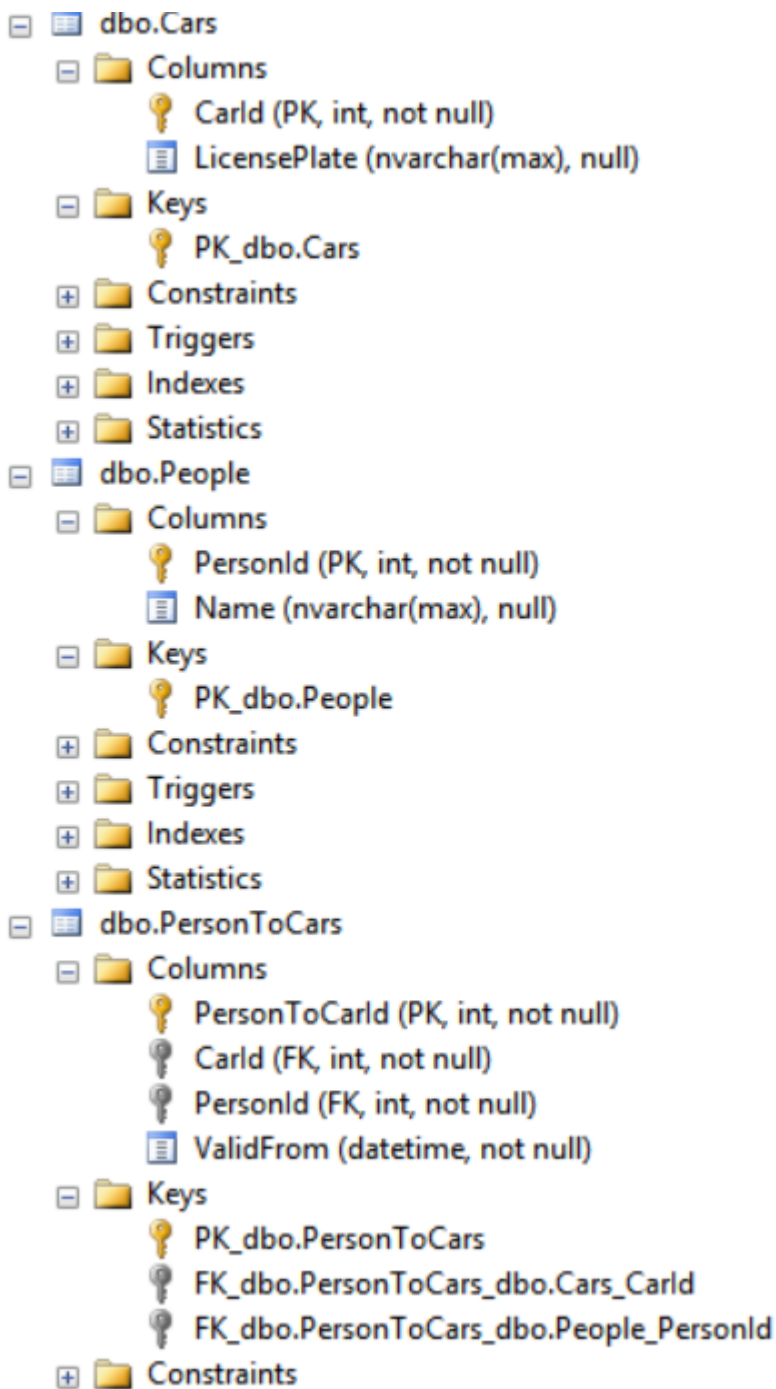 dbo.Cars
Columns
CarId (PK, int, not null)
LicensePlate (nvarchar(max), null)
Keys
PK_dbo.Cars
Constraints
Triggers
Indexes
Statistics
dbo.People
Columns
PersonId (PK, int, not null)
Name (nvarchar(max), null)
Keys
PK_dbo.People
Constraints
Triggers
Indexes
Statistics
dbo.PersonToCars
Columns
PersonToCarId (PK, int, not null)
CarId (FK, int, not null)
PersonId (FK, int, not null)
ValidFrom (datetime, not null)
Keys
PK_dbo.PersonToCars
FK_dbo.PersonToCars_dbo.Cars_CarId
FK_dbo.PersonToCars_dbo.People_PersonId
Constraints